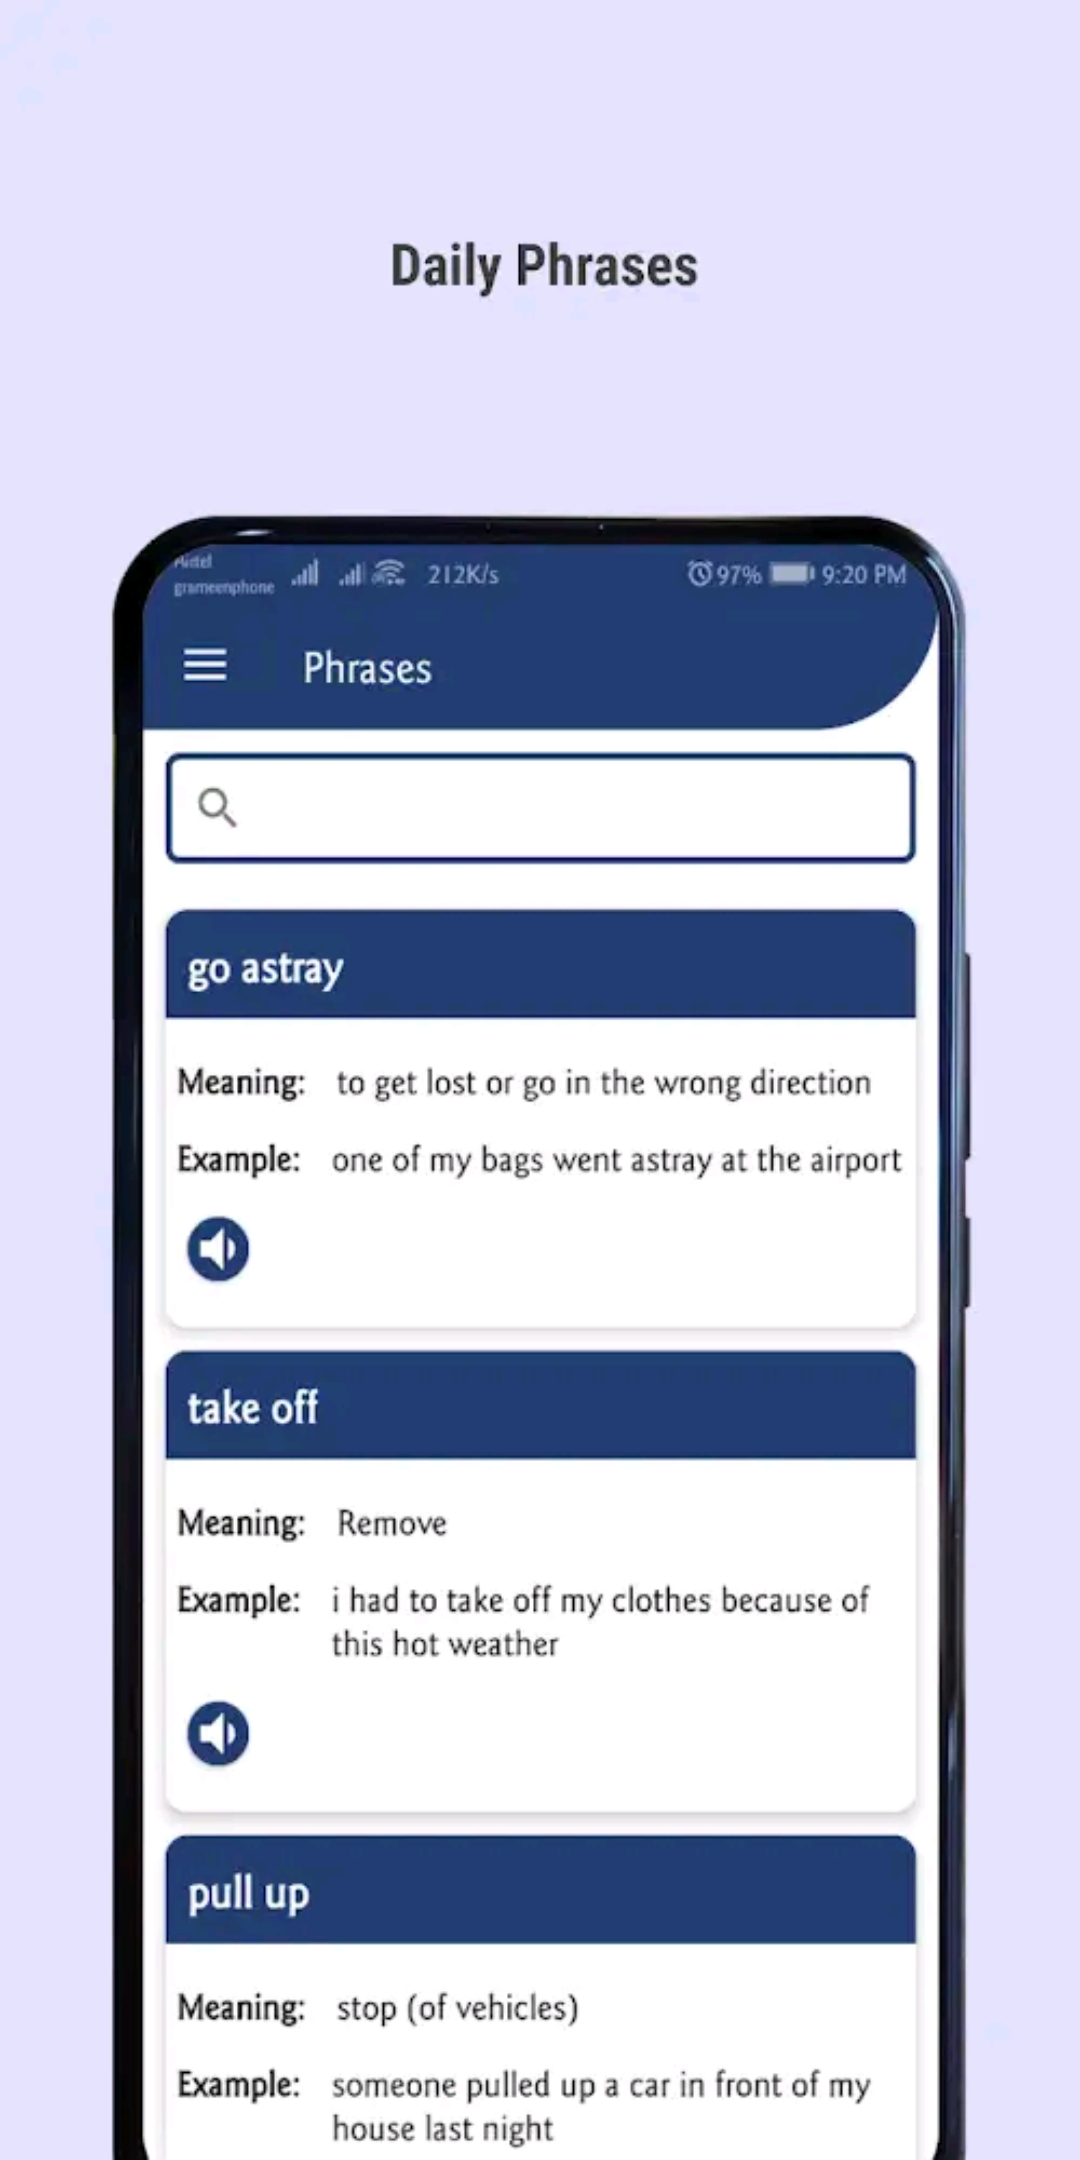 Daily Phrases
Airtel
grameenphone
212K/s
97%
9:20 PM
Phrases
go astray
Meaning: to get lost or go in the wrong direction
Example: one of my bags went astray at the airport
take off
Meaning: Remove
Example: i had to take off my clothes because of
this hot weather
pull up
Meaning: stop (of vehicles)
Example: someone pulled up a car in front of my
house last night